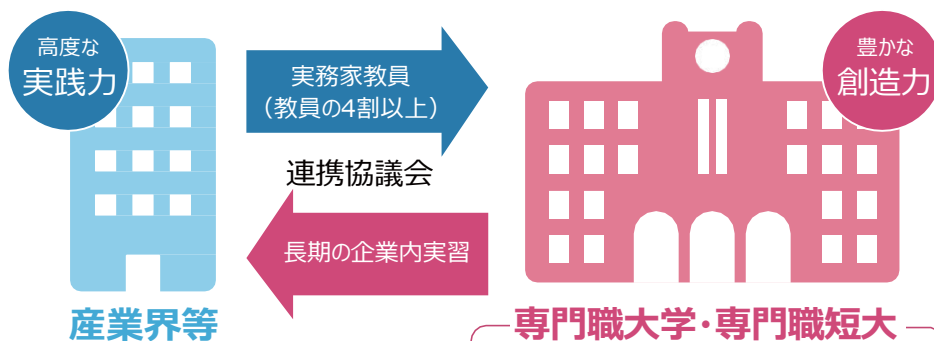 高度な
実践力
実務家教員
（教員の4割以上）
豊かな
創造力
連携協議会
長期の企業内実習
産業界等
専門職大学・専門職短大